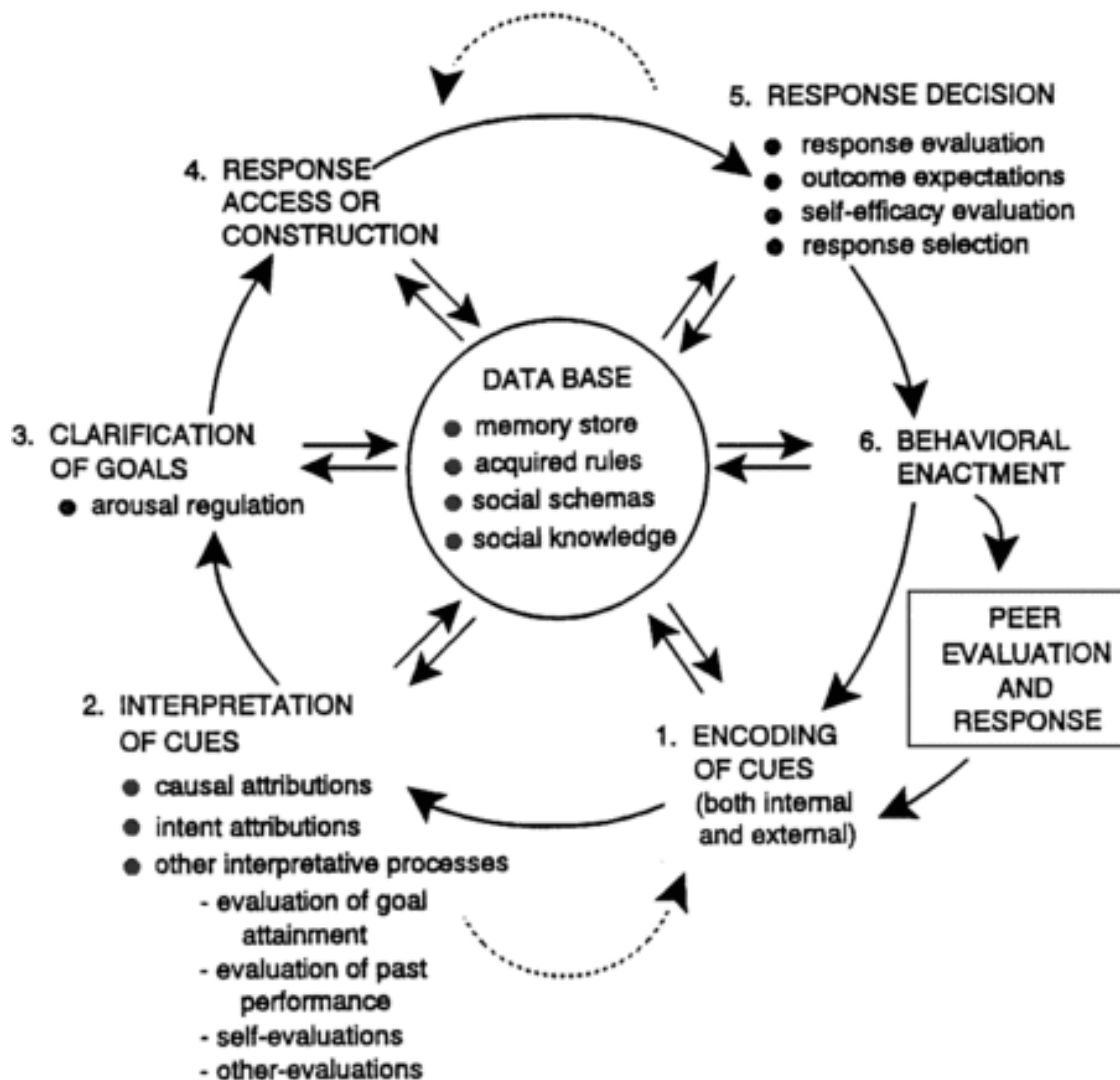 5. RESPONSE DECISION
● response evaluation
● outcome expectations
● self-efficacy evaluation
● response selection
4. RESPONSE
ACCESS OR
CONSTRUCTION
DATA BASE
● memory store
● acquired rules
● social schemas
● social knowledge
3. CLARIFICATION
OF GOALS
● arousal regulation
6. BEHAVIORAL
ENACTMENT
PEER
EVALUATION
AND
RESPONSE
2. INTERPRETATION
OF CUES
● causal attributions
● intent attributions
● other interpretative processes
- evaluation of goal
attainment
- evaluation of past
performance
- self-evaluations
- other-evaluations
1. ENCODING
OF CUES
(both internal
and external)